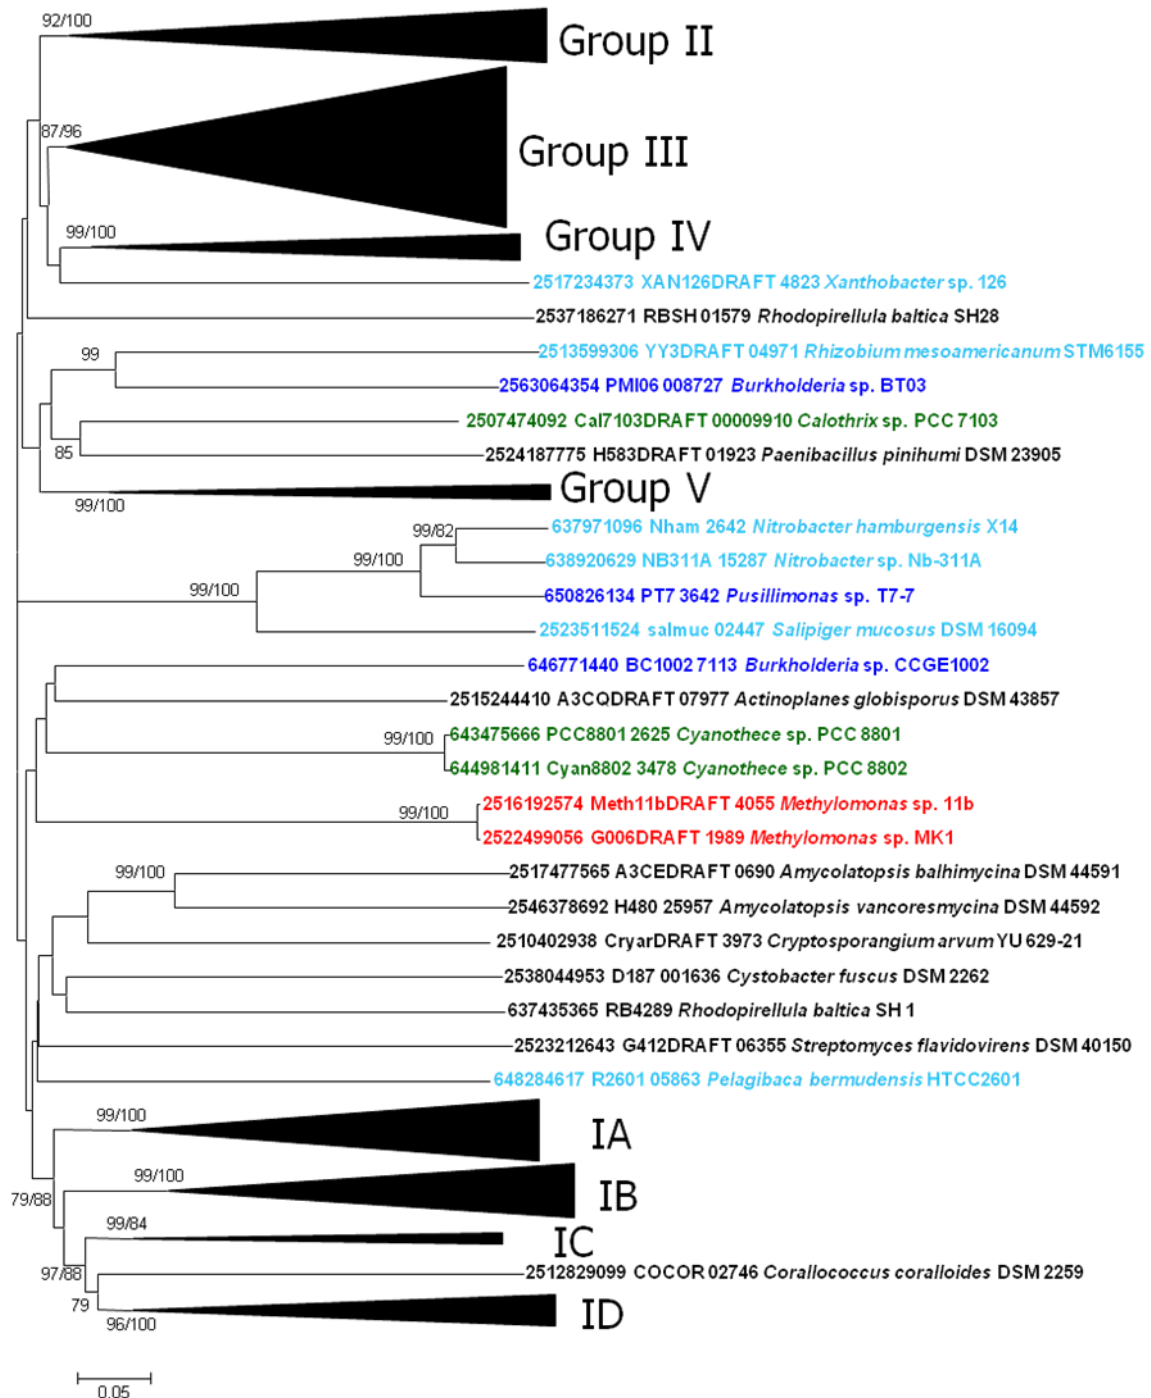 92/100
Group II
87/96
Group III
99/100
Group IV
2517234373 XAN126DRAFT 4823 Xanthobacter sp. 126
2537186271 RBSH 01579 Rhodopirellula baltica SH28
99
2513599306 YY3DRAFT 04971 Rhizobium mesoamericanum STM6155
2563064354 PMI06 008727 Burkholderia sp. BT03
2507474092 Cal7103DRAFT 00009910 Calothrix sp. PCC 7103
85
2524187775 H583DRAFT 01923 Paenibacillus pinihumi DSM 23905
Group V
99/100
99/82
637971096 Nham 2642 Nitrobacter hamburgensis X14
99/100
638920629 NB311A 15287 Nitrobacter sp. Nb-311A
99/100
650826134 PT7 3642 Pusillimonas sp. T7-7
2523511524 salmuc 02447 Salipiger mucosus DSM 16094
646771440 BC1002 7113 Burkholderia sp. CCGE1002
2515244410 A3CQDRAFT 07977 Actinoplanes globisporus DSM 43857
99/100
643475666 PCC8801 2625 Cyanothece sp. PCC 8801
644981411 Cyan8802 3478 Cyanothece sp. PCC 8802
99/100
2516192574 Meth11bDRAFT 4055 Methylomonas sp. 11b
2522499056 G006DRAFT 1989 Methylomonas sp. MK1
99/100
2517477565 A3CEDRAFT 0690 Amycolatopsis balhimycina DSM 44591
2546378692 H480 25957 Amycolatopsis vancoresmycina DSM 44592
2510402938 CryarDRAFT 3973 Cryptosporangium arvum YU 629-21
2538044953 D187 001636 Cystobacter fuscus DSM 2262
637435365 RB4289 Rhodopirellula baltica SH 1
2523212643 G412DRAFT 06355 Streptomyces flavidovirens DSM 40150
648284617 R2601 05863 Pelagibaca bermudensis HTCC2601
99/100
IA
99/100
IB
79/88
99/84
IC
97/88
2512829099 COCOR 02746 Corallococcus coralloides DSM 2259
79
ID
96/100
0.05